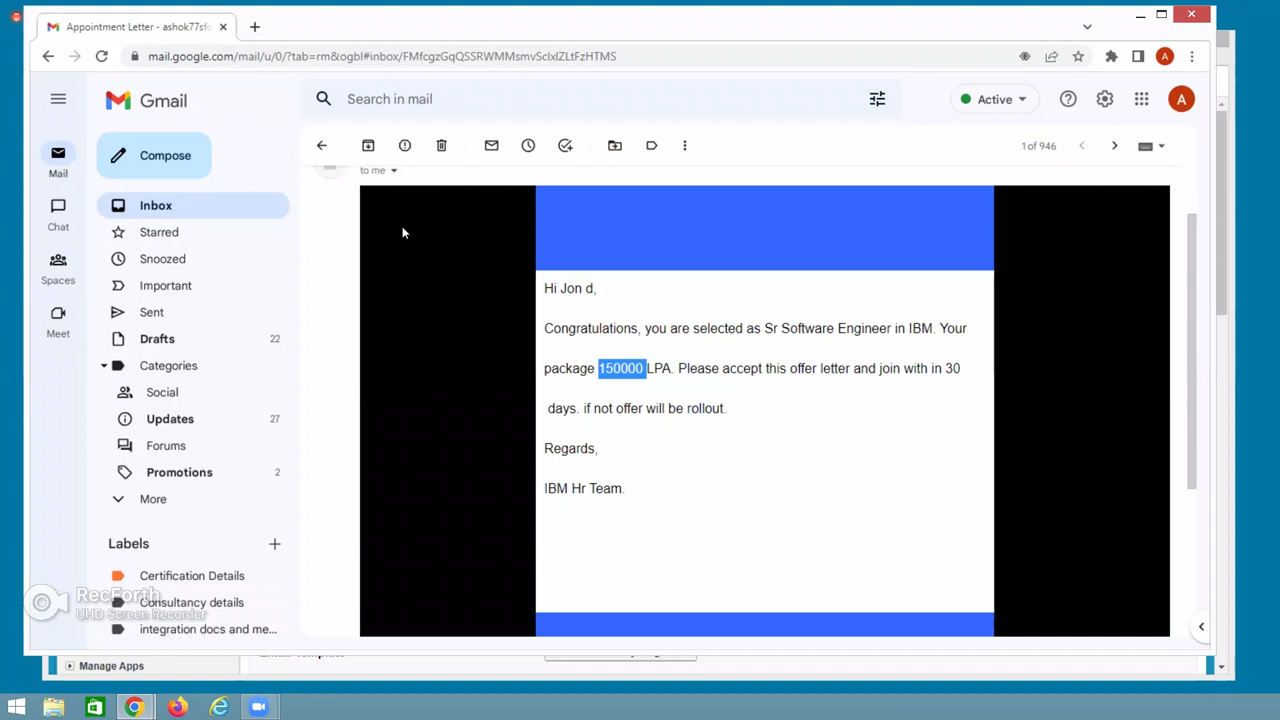 Appointment Letter - ashok77sfd
mail.google.com/mail/u/0/?tab=rm&ogbl#inbox/FMfcgzGqQSSRWMMsmvSclxlZLtFzHTMS
Gmail
Search in mail
Active
A
A
Compose
1 of 946
Mail
Chat
Spaces
Meet
Inbox
Starred
Snoozed
Important
Sent
Drafts 22
Categories
Social
Updates 27
Forums
Promotions 2
More
Labels
Certification Details
Consultancy details
integration docs and me...
to me
Hi Jon d,
Congratulations, you are selected as Sr Software Engineer in IBM. Your
package 150000 LPA. Please accept this offer letter and join with in 30
days. if not offer will be rollout.
Regards,
IBM Hr Team.
RecForth
UHD Screen Recorder
Manage Apps